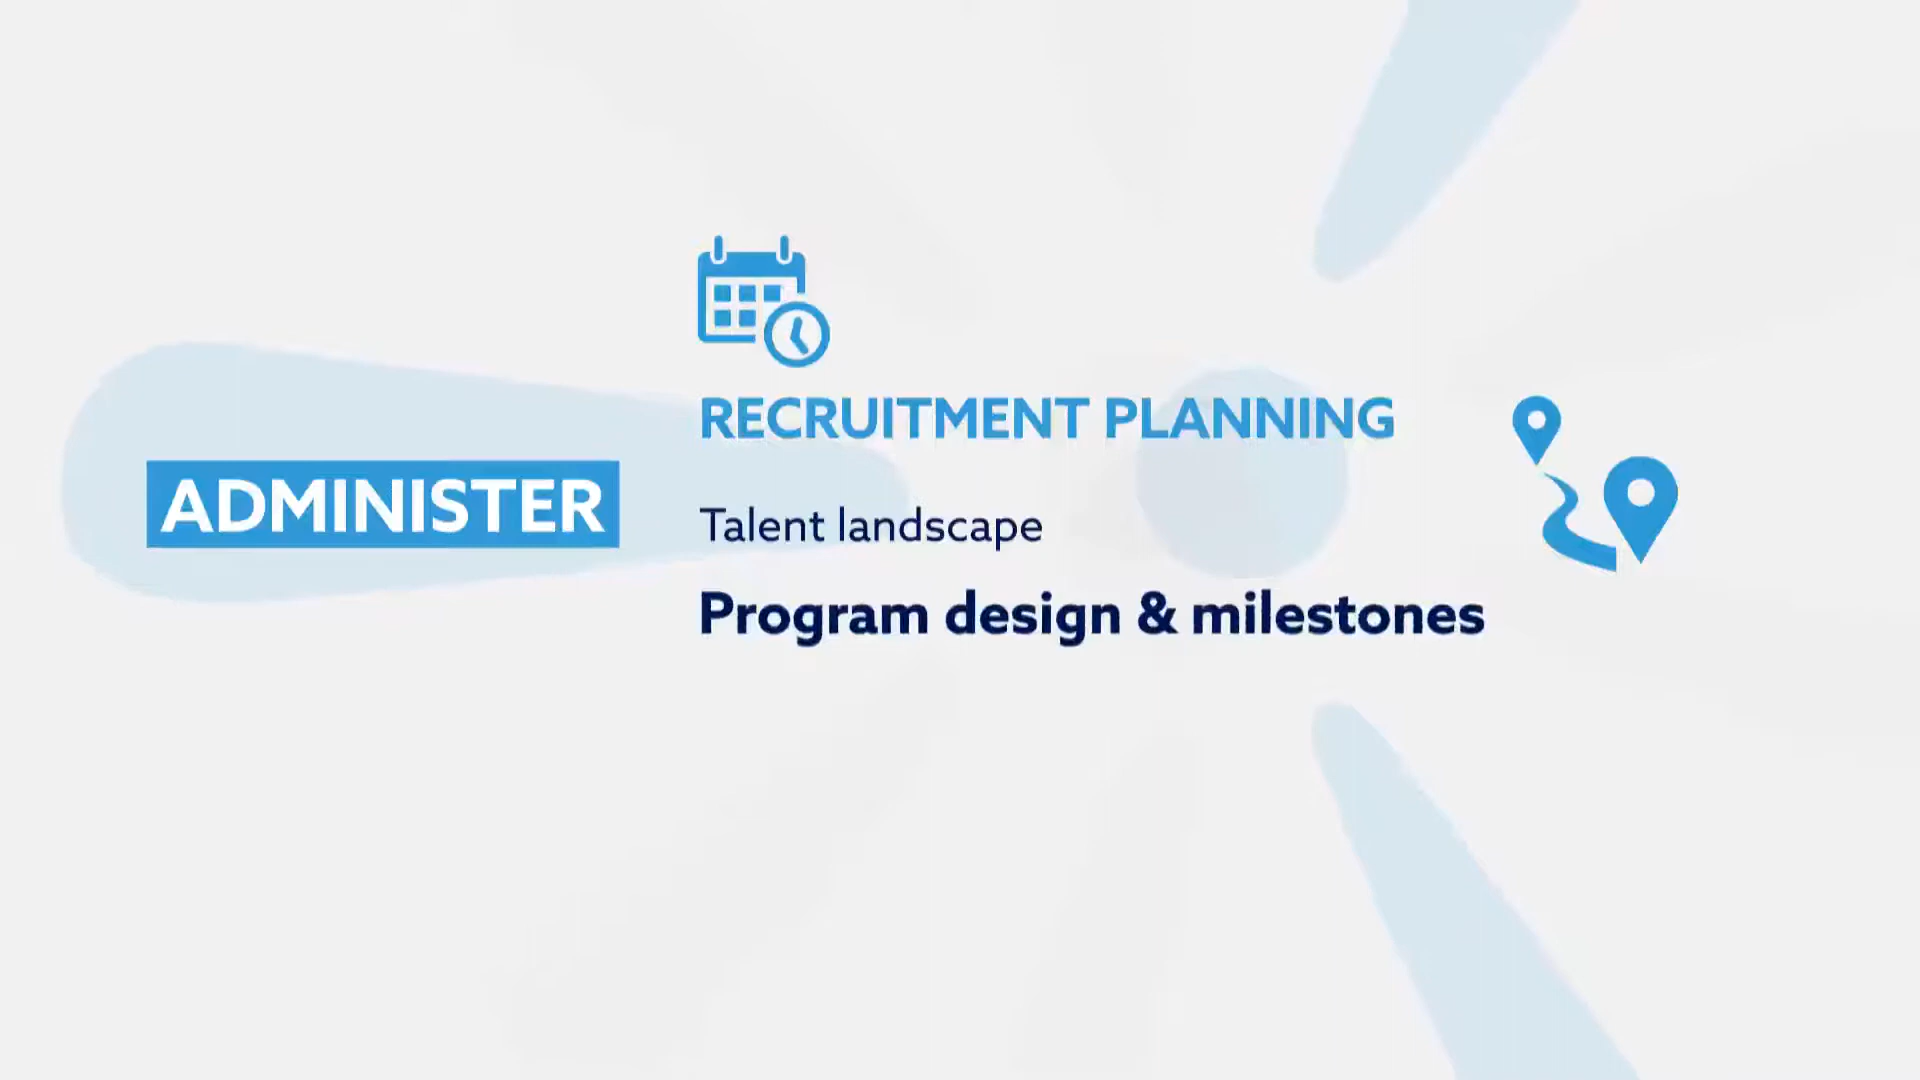 ADMINISTER
RECRUITMENT PLANNING
Talent landscape
Program design & milestones